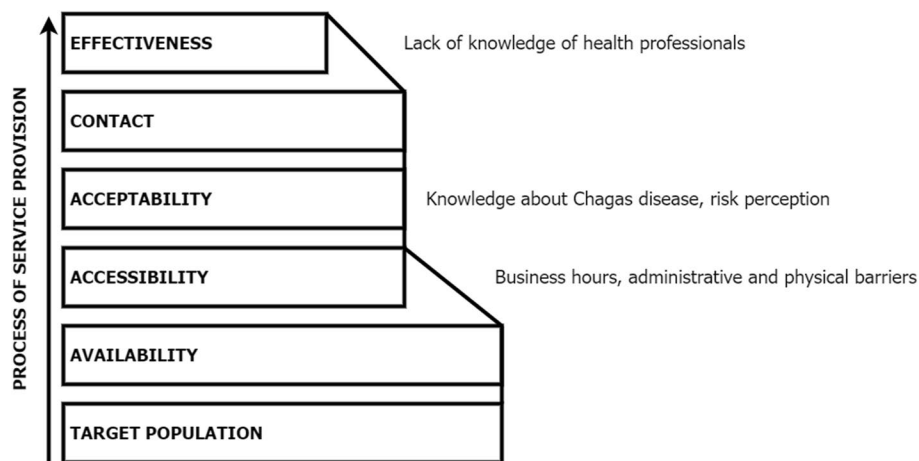 EFFECTIVENESS
Lack of knowledge of health professionals
CONTACT
ACCEPTABILITY
Knowledge about Chagas disease, risk perception
ACCESSIBILITY
Business hours, administrative and physical barriers
AVAILABILITY
TARGET POPULATION
PROCESS OF SERVICE PROVISION